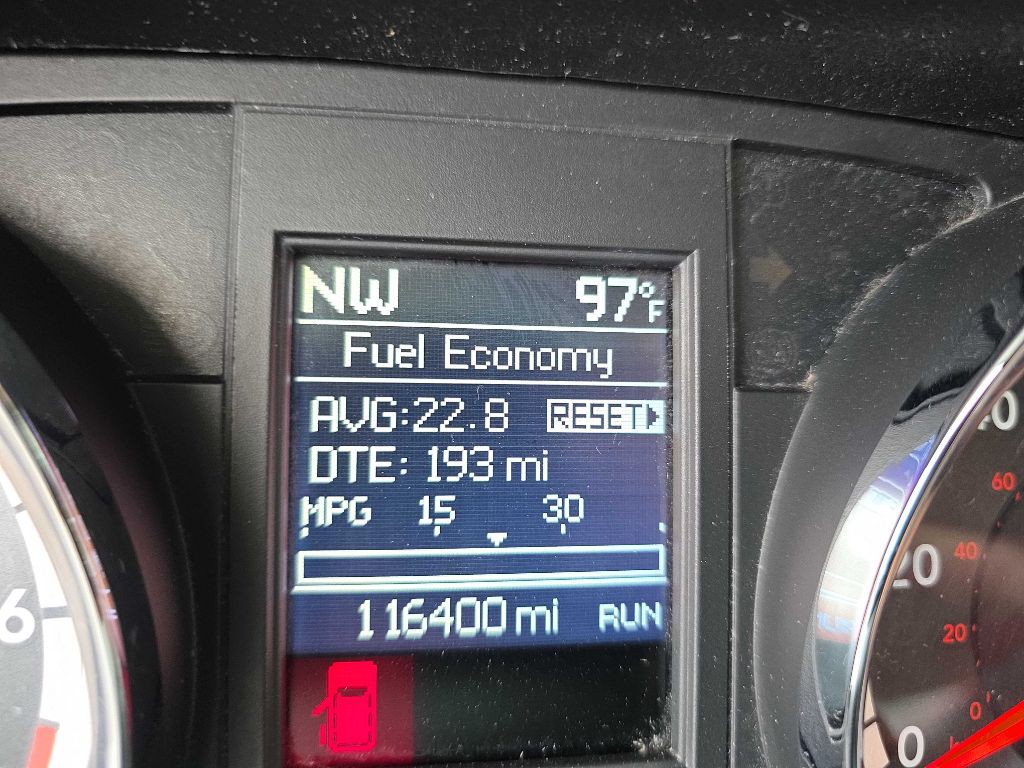 NW 97°F
Fuel Economy
AVG:22.8 RESET
DTE: 193 mi
MPG 15 30
116400 mi RUN
6
60
40
20
20
0
0